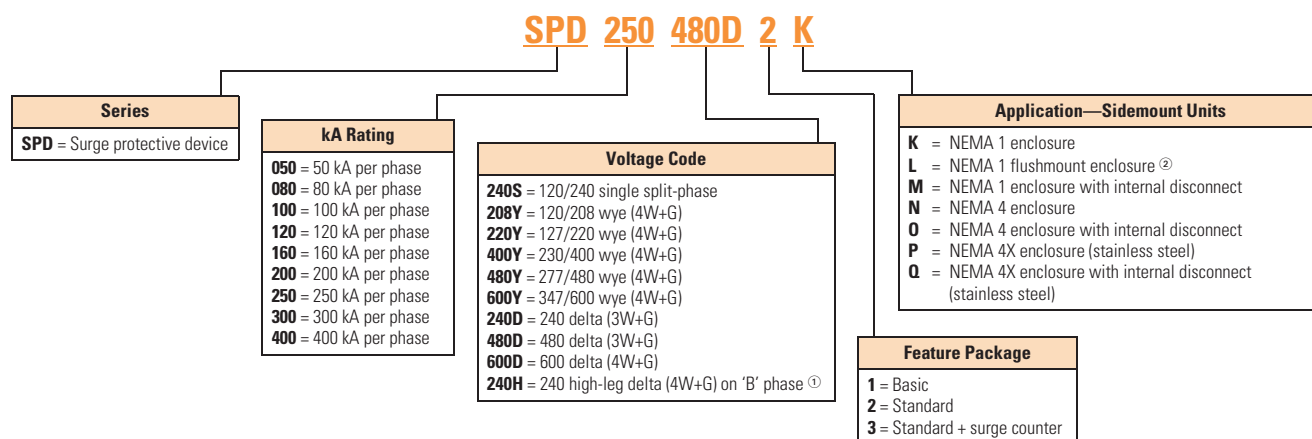 SPD 250 480D 2 K
Series
SPD = Surge protective device
kA Rating
050 = 50 kA per phase
080 = 80 kA per phase
100 = 100 kA per phase
120 = 120 kA per phase
160 = 160 kA per phase
200 = 200 kA per phase
250 = 250 kA per phase
300 = 300 kA per phase
400 = 400 kA per phase
Voltage Code
240S = 120/240 single split-phase
208Y = 120/208 wye (4W+G)
220Y = 127/220 wye (4W+G)
400Y = 230/400 wye (4W+G)
480Y = 277/480 wye (4W+G)
600Y = 347/600 wye (4W+G)
240D = 240 delta (3W+G)
480D = 480 delta (3W+G)
600D = 600 delta (4W+G)
240H = 240 high-leg delta (4W+G) on ‘B’ phase ①
Feature Package
1 = Basic
2 = Standard
3 = Standard + surge counter
Application—Sidemount Units
K = NEMA 1 enclosure
L = NEMA 1 flushmount enclosure ②
M = NEMA 1 enclosure with internal disconnect
N = NEMA 4 enclosure
O = NEMA 4 enclosure with internal disconnect
P = NEMA 4X enclosure (stainless steel)
Q = NEMA 4X enclosure with internal disconnect
(stainless steel)